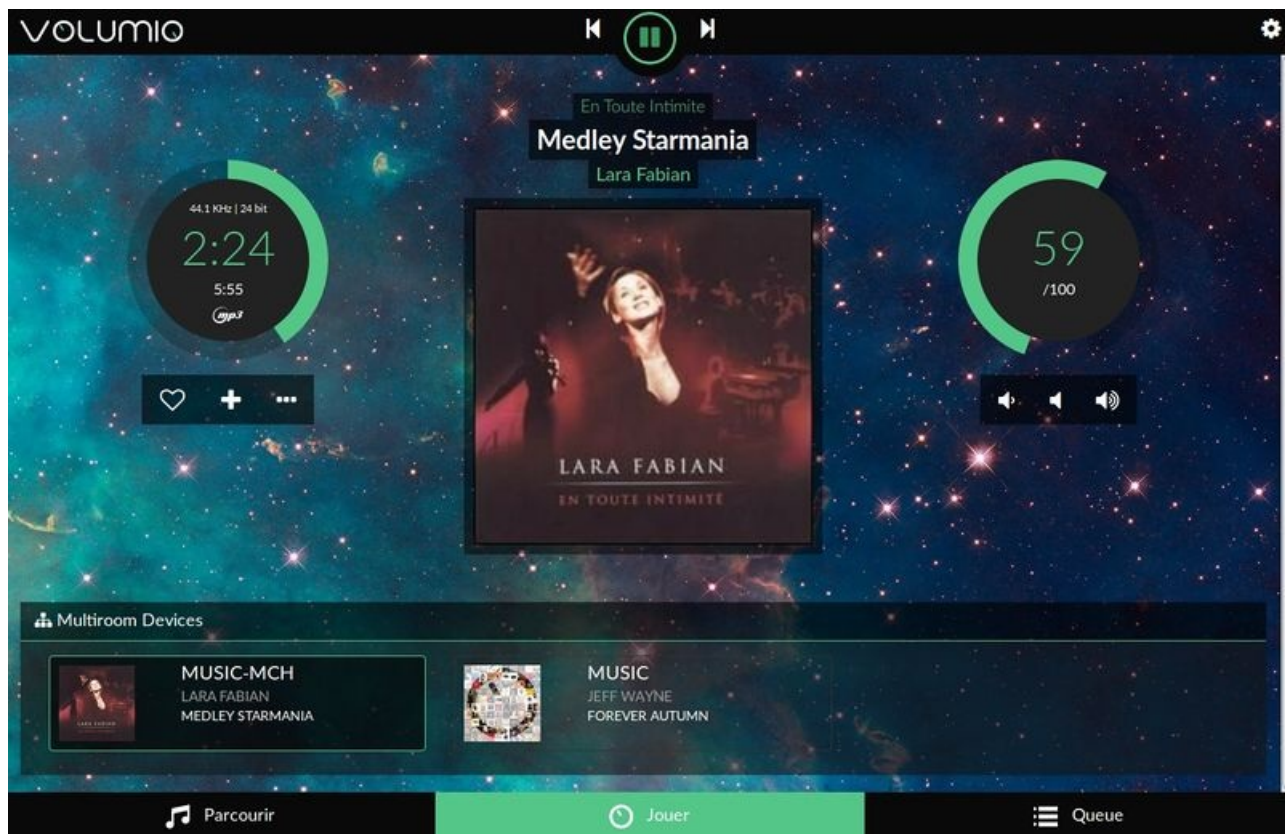 VOLUMIO
En Toute Intimite
Medley Starmania
Lara Fabian
44.1 KHz | 24 bit
2:24
5:55
mp3
59
/100
LARA FABIAN
EN TOUTE INTIMITÉ
Multiroom Devices
MUSIC-MCH
LARA FABIAN
MEDLEY STARMANIA
LARA FABIAN
MUSIC
JEFF WAYNE
FOREVER AUTUMN
Parcourir
Jouer
Queue